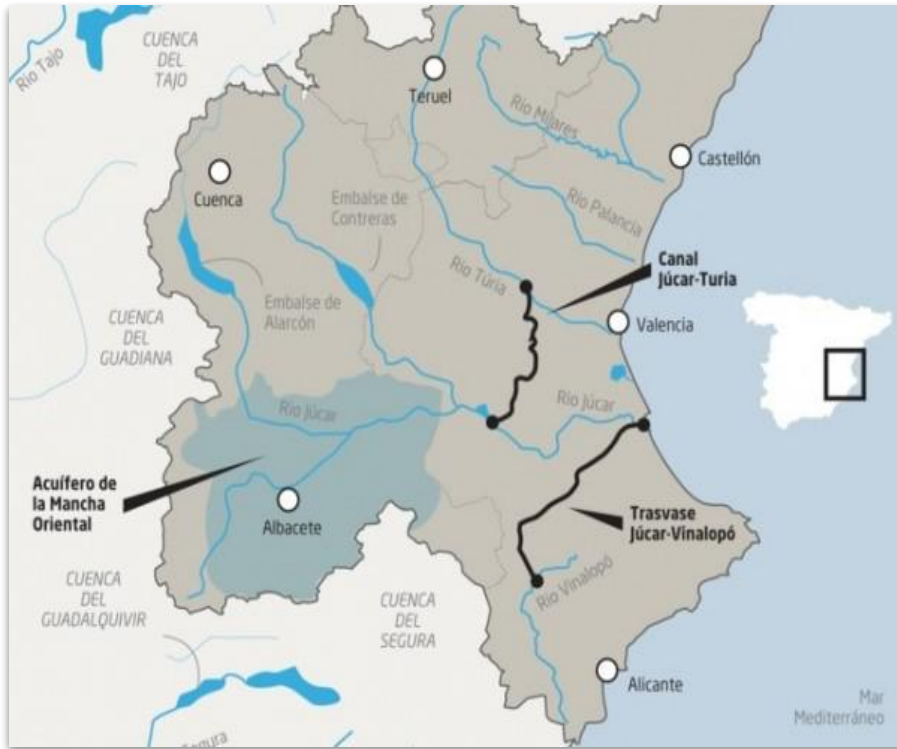 CUENCA
DEL
TAJO
Río Tajo
Teruel
Río Mijares
Castellón
Cuenca
Embalse de
Contreras
Río Palancia
Río Turia
Canal
Júcar-Turia
Embalse de
Alarcón
Valencia
CUENCA
DEL
GUADIANA
Río Júcar
Río Júcar
Acuífero de
la Mancha
Oriental
Albacete
Trasvase
Júcar-Vinalopó
CUENCA
DEL
GUADALQUIVIR
CUENCA
DEL
SEGURA
Río Vinalopó
Alicante
Mar
Mediterráneo
Segura